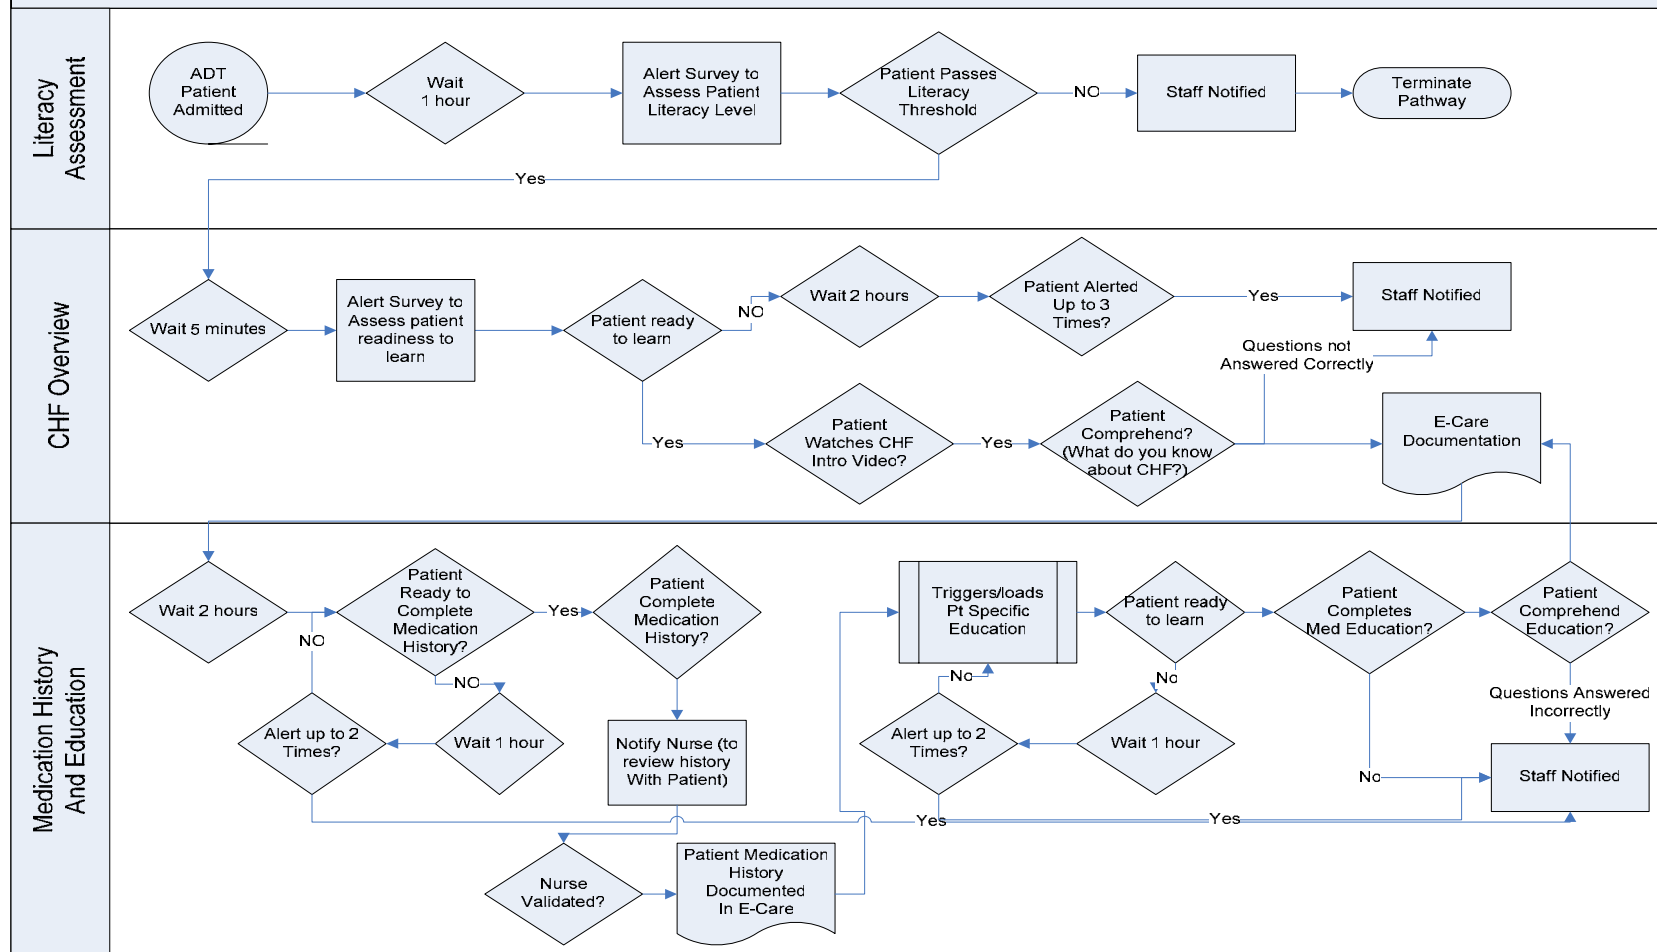 Literacy
Assessment
ADT
Patient
Admitted
Wait
1 hour
Alert Survey to
Assess Patient
Literacy Level
Patient Passes
Literacy
Threshold
NO
Staff Notified
Terminate
Pathway
Yes
CHF Overview
Wait 5 minutes
Alert Survey to
Assess patient
readiness to
learn
Patient ready
to learn
NO
Wait 2 hours
Patient Alerted
Up to 3
Times?
Yes
Staff Notified
Questions not
Answered Correctly
Yes
Patient
Watches CHF
Intro Video?
Yes
Patient
Comprehend?
(What do you know
about CHF?)
E-Care
Documentation
Medication History
And Education
Wait 2 hours
NO
Patient
Ready to
Complete
Medication
History?
Yes
Patient
Complete
Medication
History?
NO
Alert up to 2
Times?
Wait 1 hour
Notify Nurse (to
review history
With Patient)
Nurse
Validated?
Patient Medication
History
Documented
In E-Care
Triggers/loads
Pt Specific
Education
Patient ready
to learn
Patient
Completes
Med Education?
Patient
Comprehend
Education?
No
No
Alert up to 2
Times?
Wait 1 hour
Questions Answered
Incorrectly
No
Staff Notified
Yes
Yes